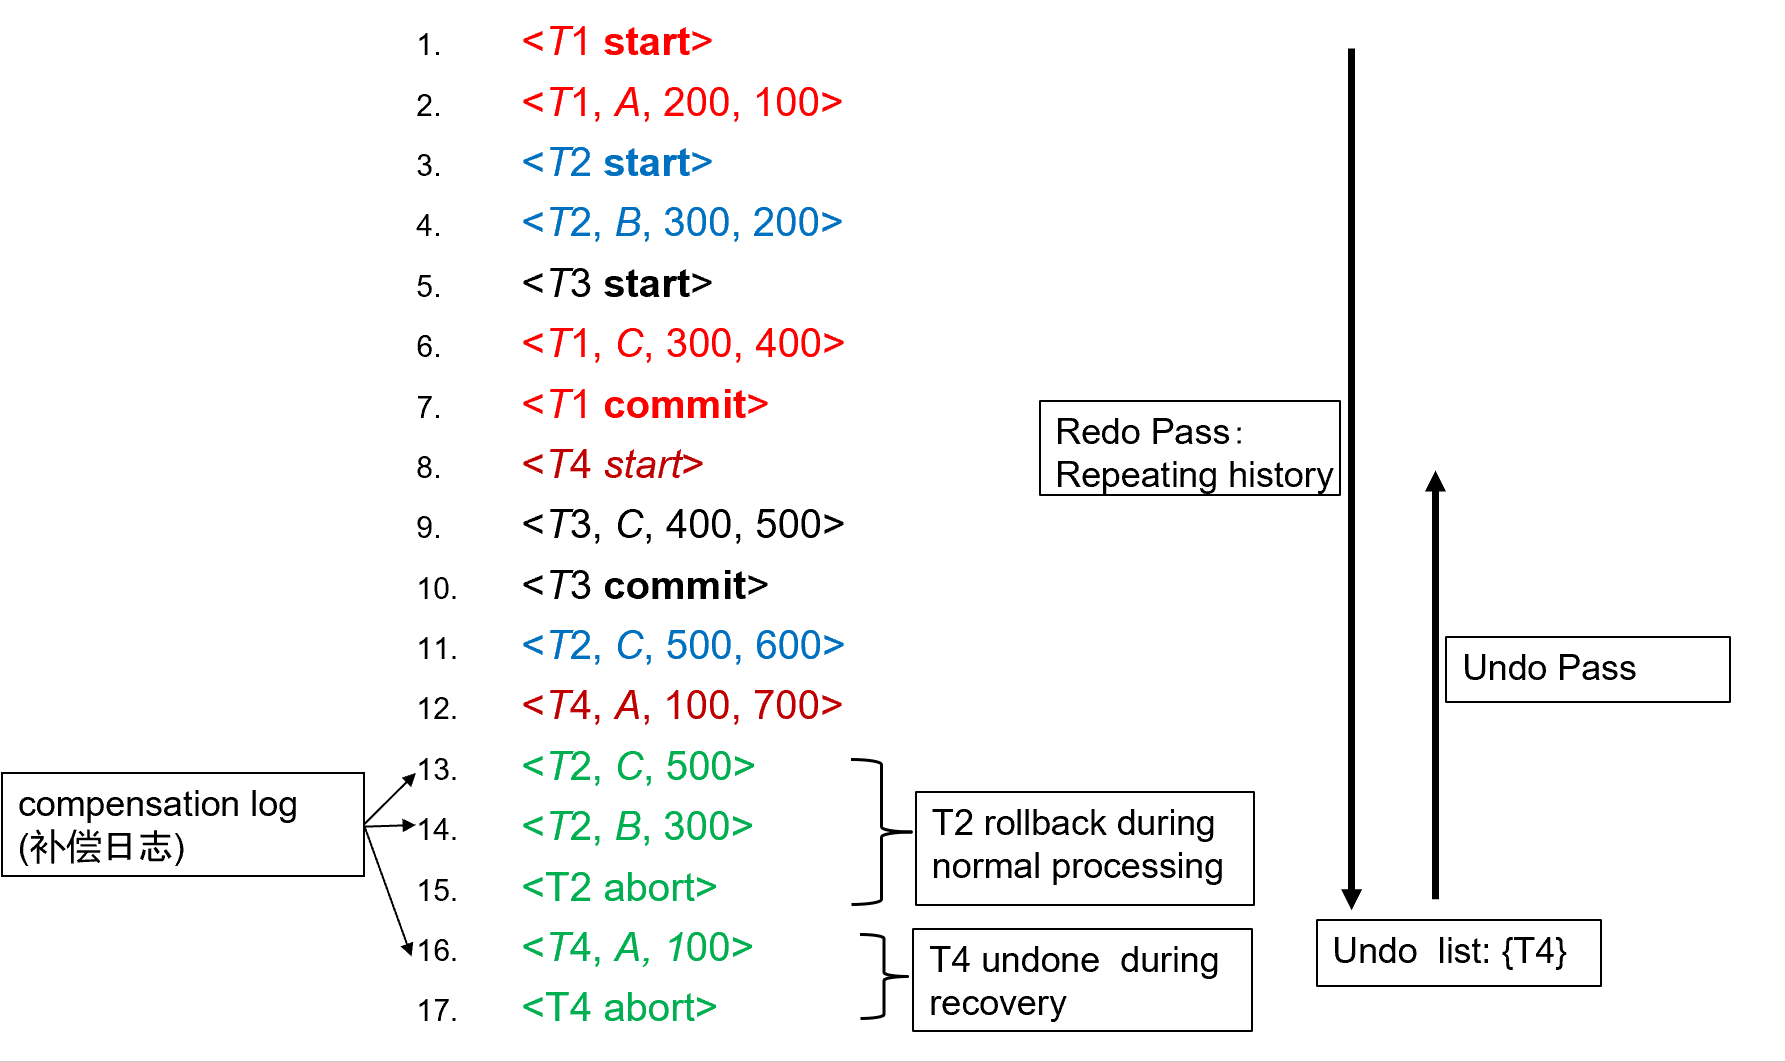 1. <T1 start>
2. <T1, A, 200, 100>
3. <T2 start>
4. <T2, B, 300, 200>
5. <T3 start>
6. <T1, C, 300, 400>
7. <T1 commit>
8. <T4 start>
9. <T3, C, 400, 500>
10. <T3 commit>
11. <T2, C, 500, 600>
12. <T4, A, 100, 700>
13. <T2, C, 500>
14. <T2, B, 300>
15. <T2 abort>
16. <T4, A, 100>
17. <T4 abort>
compensation log
(补偿日志)
T2 rollback during
normal processing
T4 undone during
recovery
Redo Pass:
Repeating history
Undo Pass
Undo list: {T4}